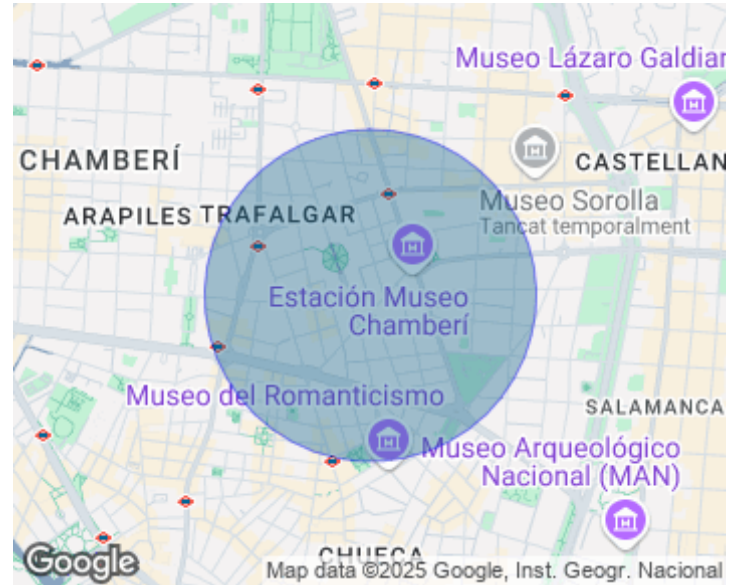 Museo Lázaro Galdiar
CHAMBERÍ
CASTELLAN
Museo Sorolla
Tancat temporalment
ARAPILES
TRAFALGAR
Estación Museo
Chamberí
Museo del Romanticismo
SALAMANCA
Museo Arqueológico
Nacional (MAN)
CHUECA
Google
Map data ©2025 Google, Inst. Geogr. Nacional